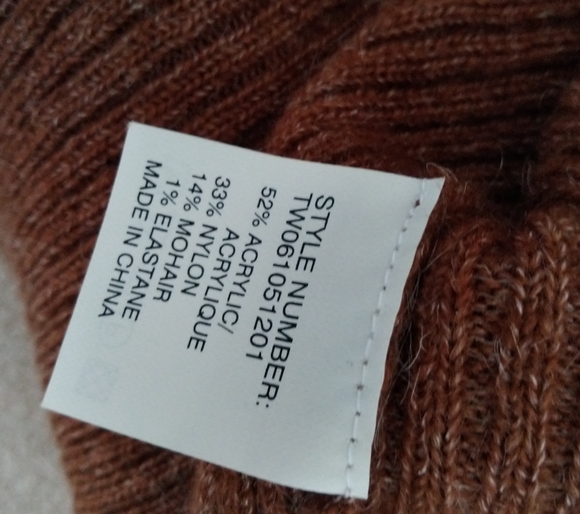 STYLE NUMBER:
TW061051201
52% ACRYLIC/
ACRYLIQUE
33% NYLON
14% MOHAIR
1% ELASTANE
MADE IN CHINA